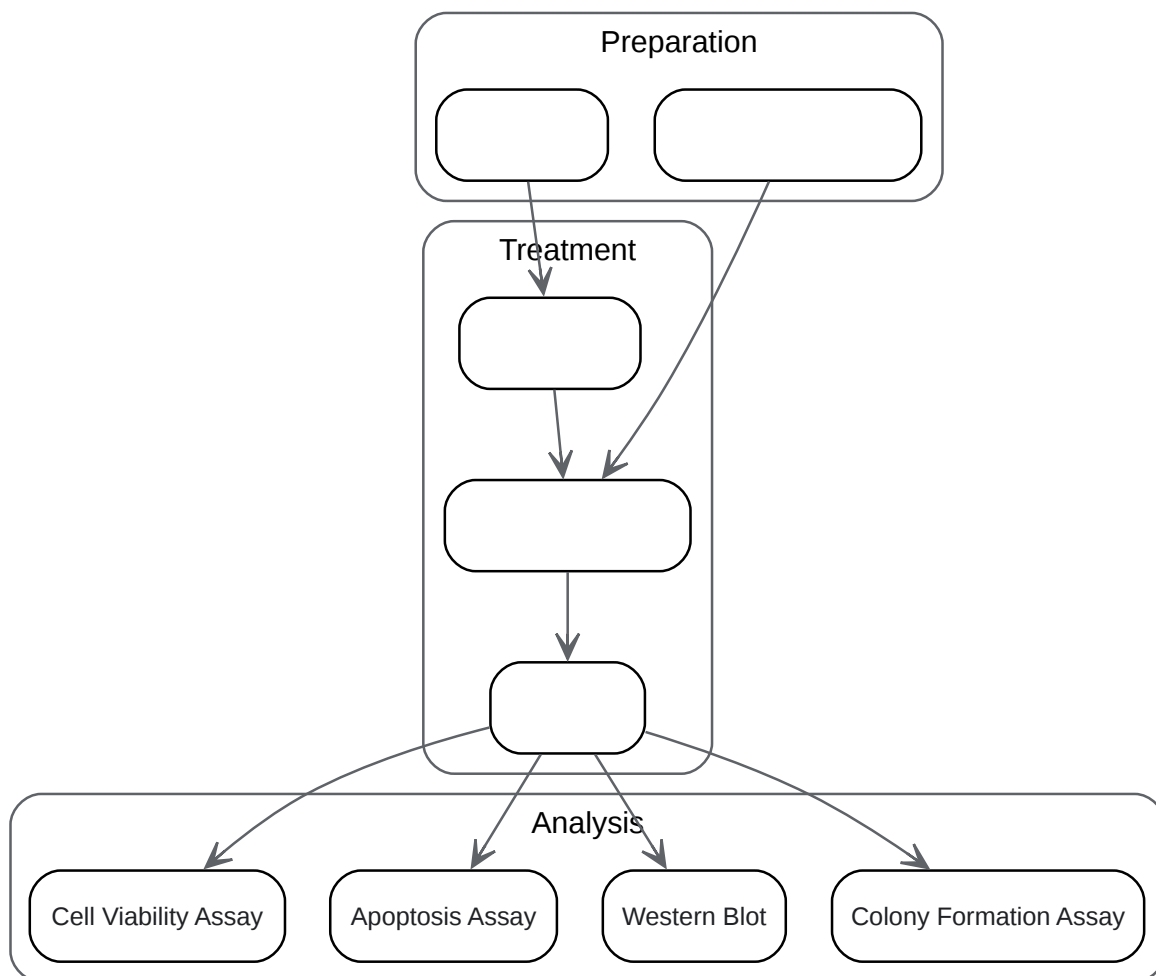 Preparation
Treatment
Analysis
Cell Viability Assay
Apoptosis Assay
Western Blot
Colony Formation Assay